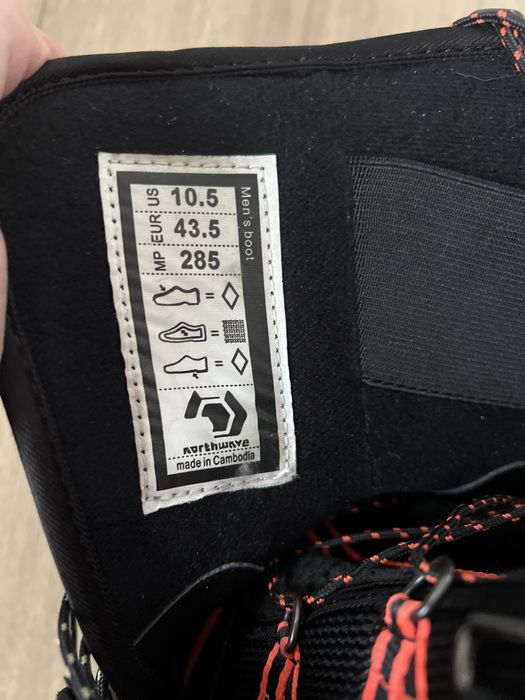 US 10.5
EUR 43.5
MP 285
Men's boot
=
=
=
northwave
made in Cambodia